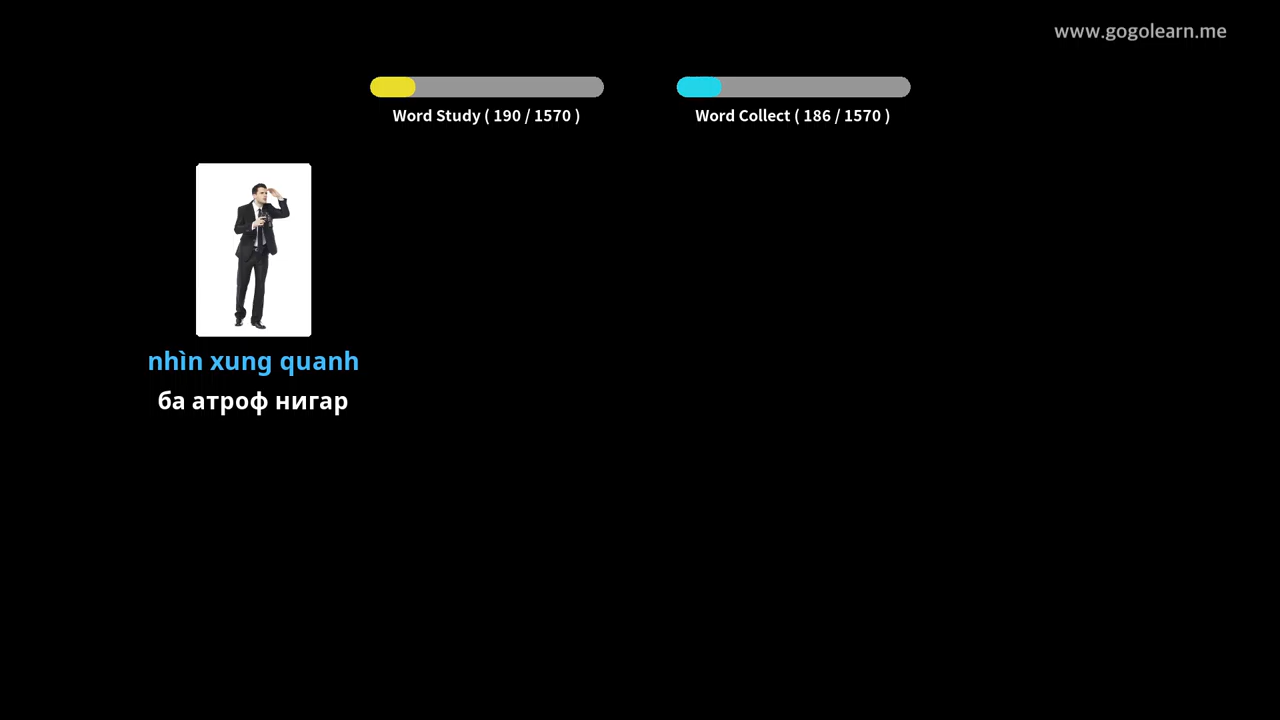 www.gogolearn.me
Word Study ( 190 / 1570 )
Word Collect ( 186 / 1570 )
nhìn xung quanh
ба атроф нигар